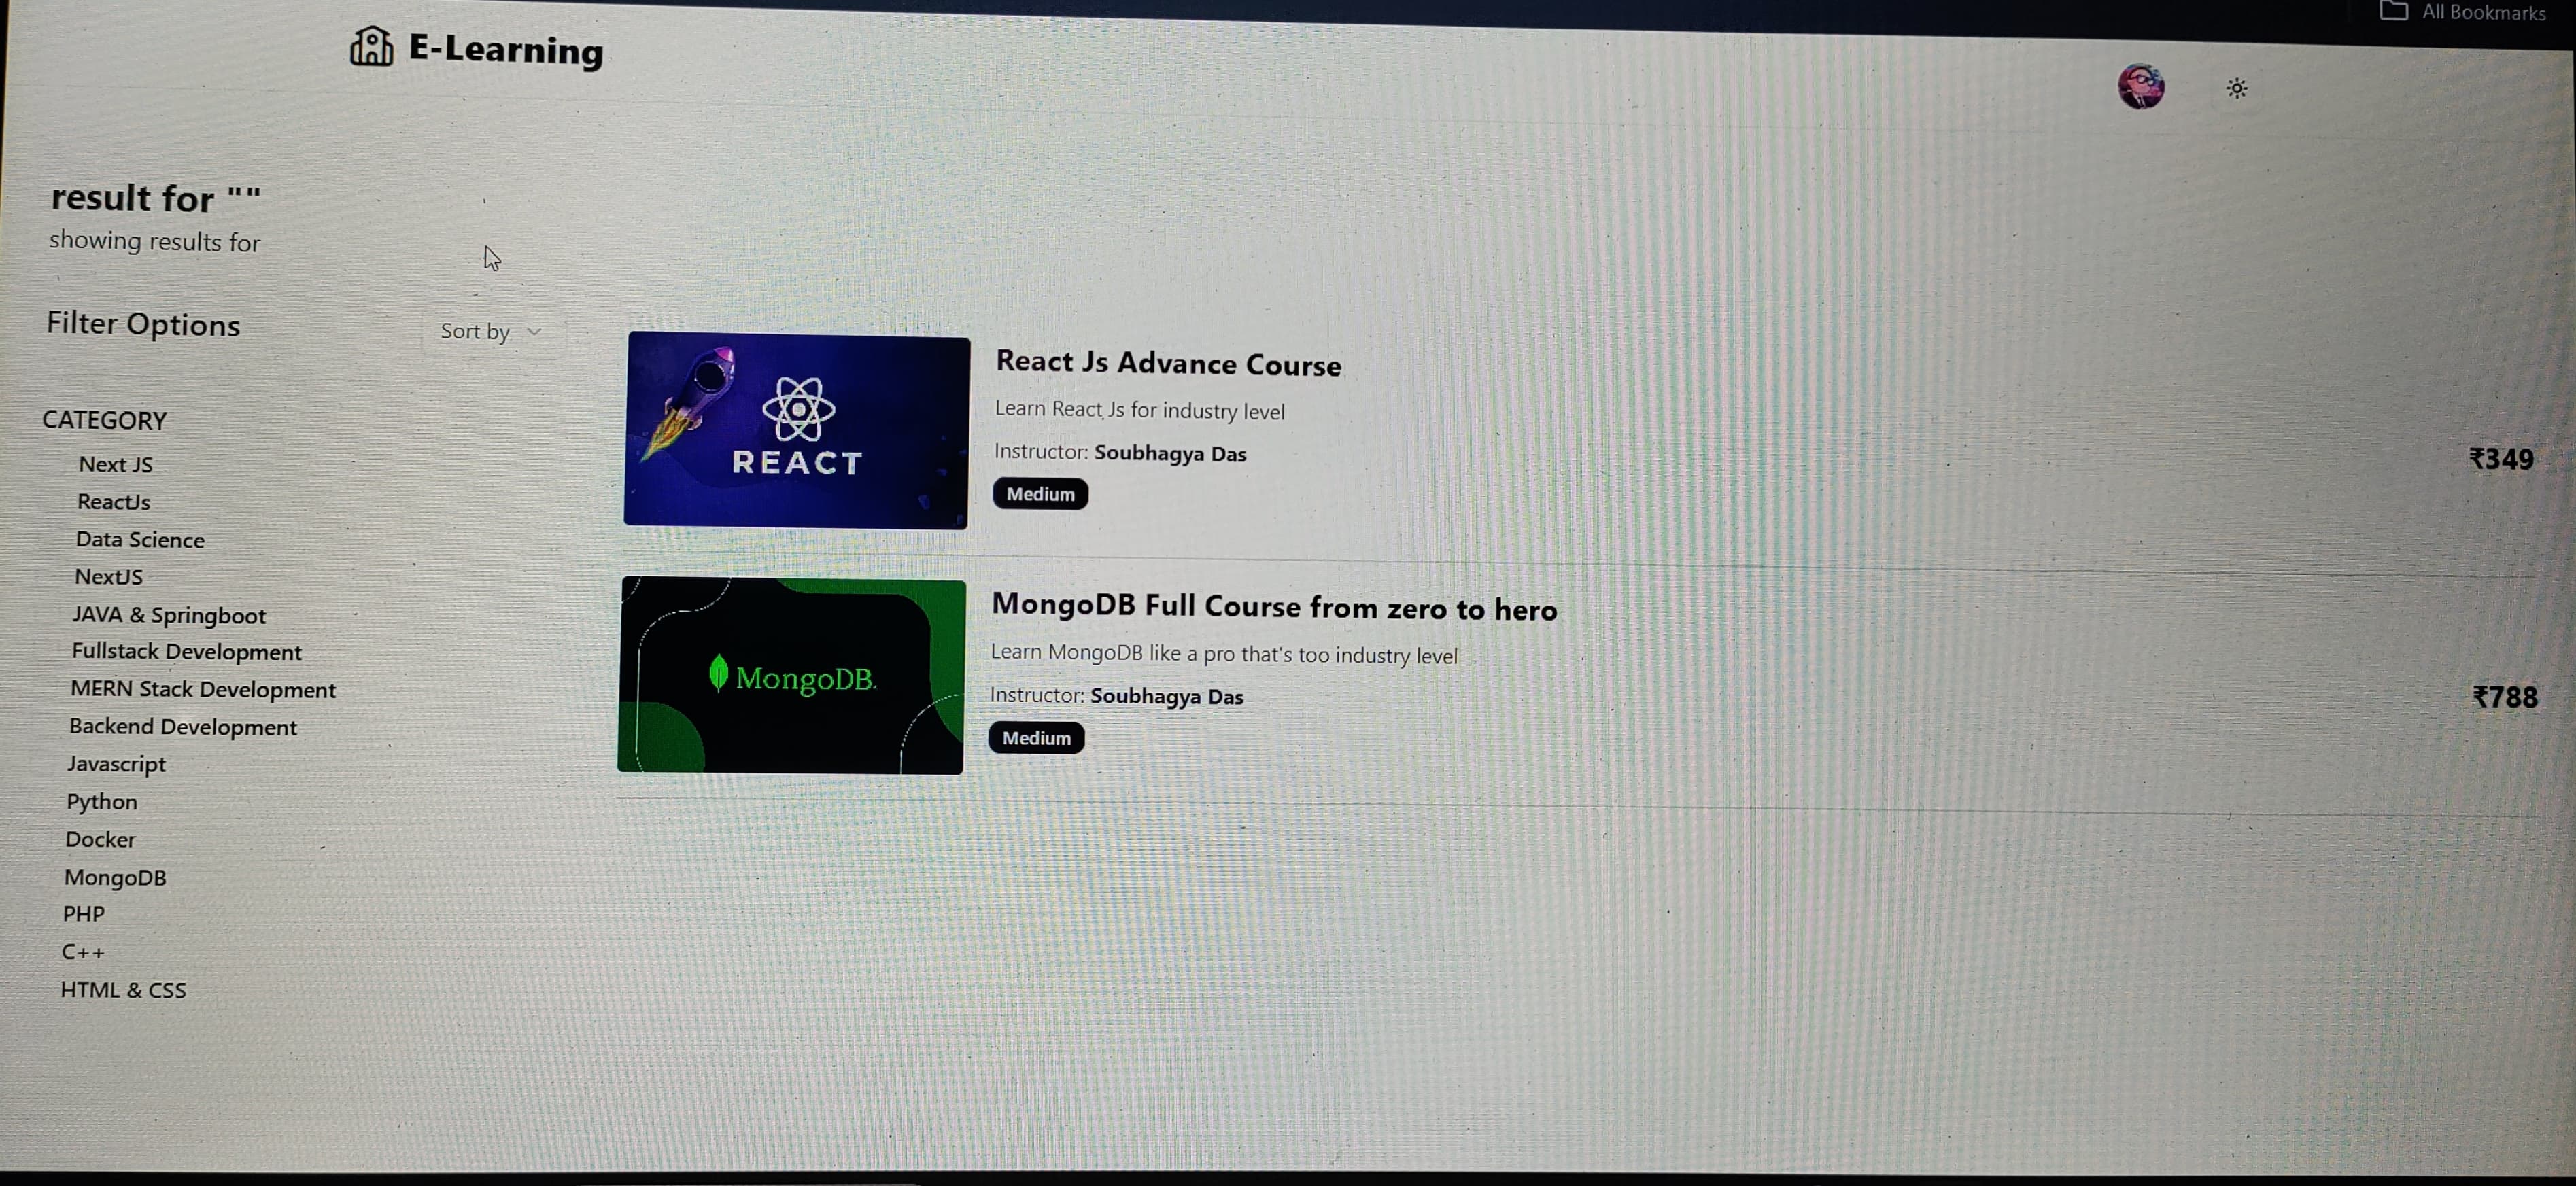 All Bookmarks
E-Learning
result for ""
showing results for
Filter Options
Sort by
CATEGORY
Next JS
ReactJs
Data Science
NextJS
JAVA & Springboot
Fullstack Development
MERN Stack Development
Backend Development
Javascript
Python
Docker
MongoDB
PHP
C++
HTML & CSS
REACT
React Js Advance Course
Learn React Js for industry level
Instructor: Soubhagya Das
Medium
₹349
MongoDB.
MongoDB Full Course from zero to hero
Learn MongoDB like a pro that's too industry level
Instructor: Soubhagya Das
Medium
₹788